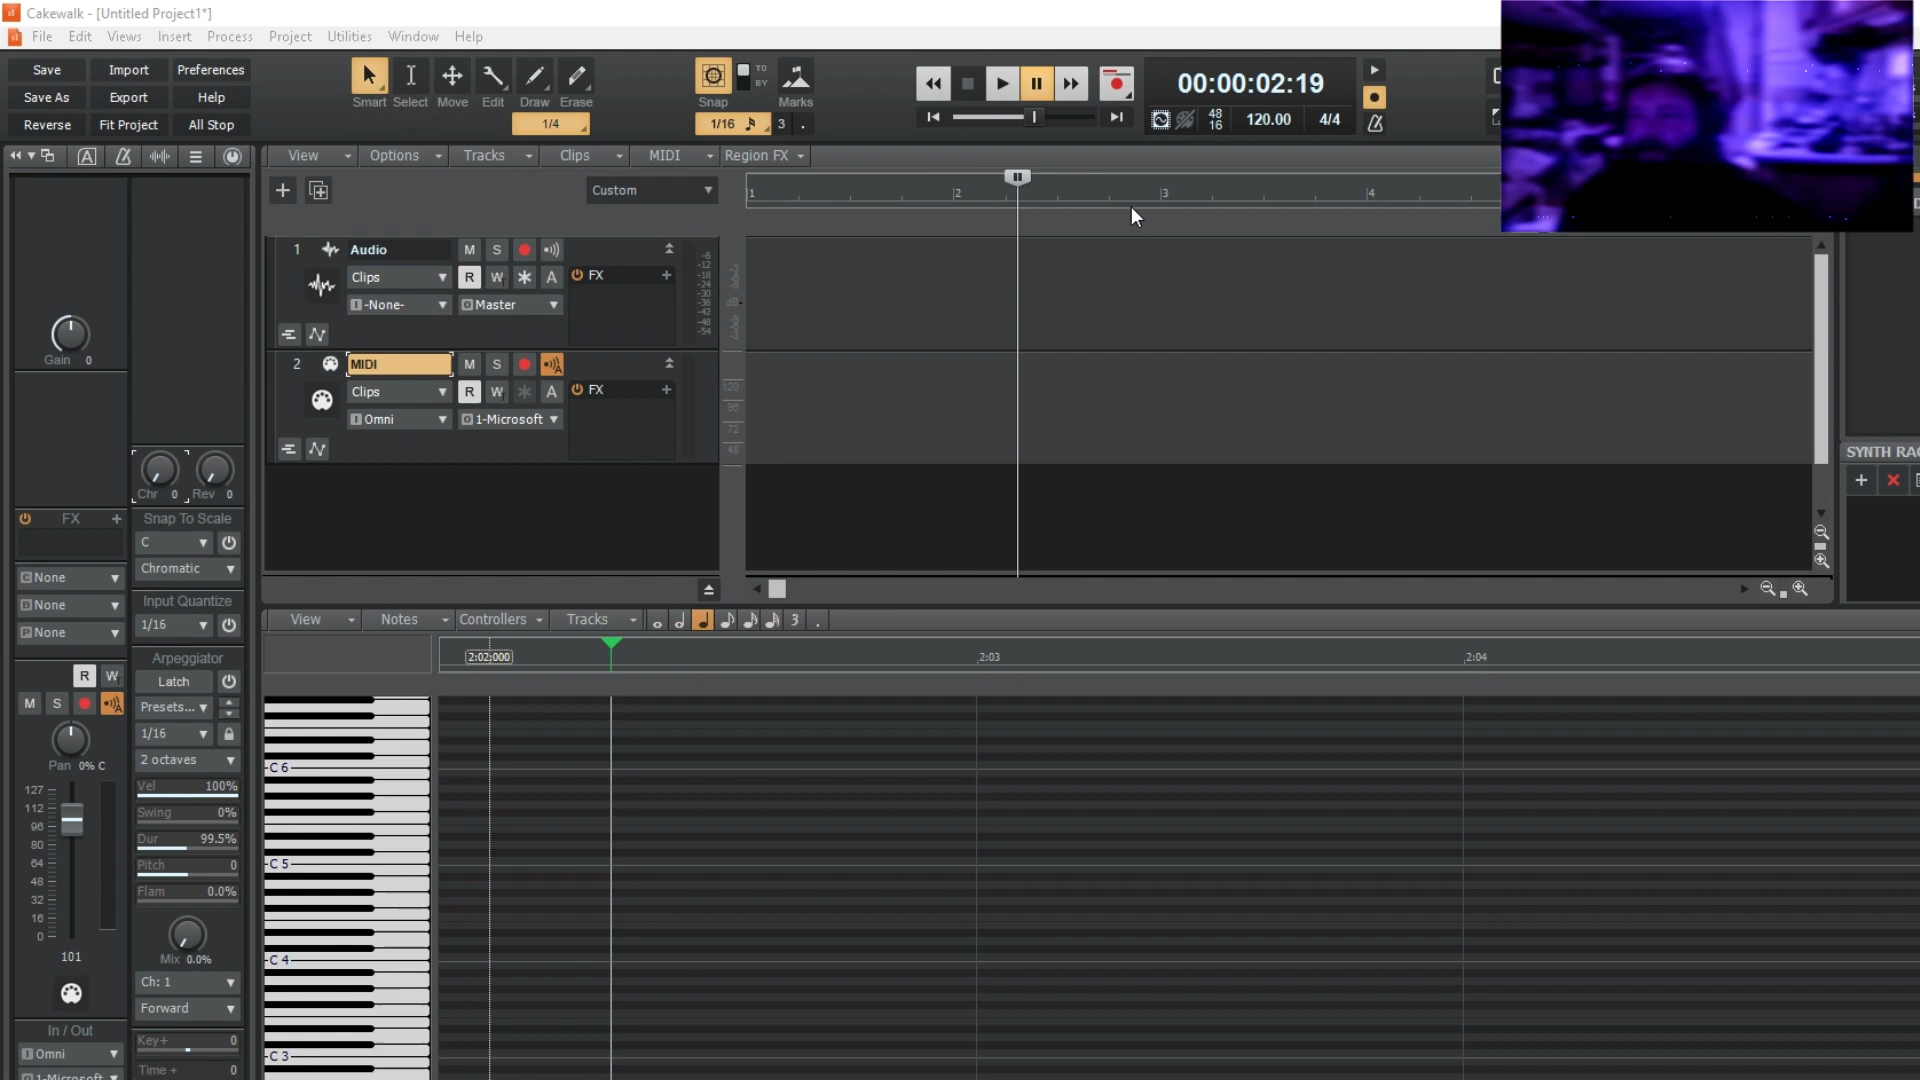 Cakewalk - [Untitled Project1*]
File Edit Views Insert Process Project Utilities Window Help
Save Import Preferences
Save As Export Help
Reverse Fit Project All Stop
Smart Select Move Edit Draw Erase
1/4
Snap TO BY Marks
1/16 3 .
00:00:02:19
48 16 120.00 4/4
View Options Tracks Clips MIDI Region FX
Custom
1 2 3 4
1 Audio M S
Clips R W A FX +
-None- Master
-6
-12
-18
-24
-30
-36
-42
-48
-54
dB
2 MIDI M S
Clips R W A FX +
Omni 1-Microsoft
120
96
72
48
Gain 0
Chr 0 Rev 0
FX +
Snap To Scale
C
Chromatic
None
None
None
Input Quantize
1/16
R W
M S
Pan 0% C
127
112
96
80
64
48
32
16
0
101
In / Out
Omni
1-Microsoft
Arpeggiator
Latch
Presets...
1/16
2 octaves
Vel 100%
Swing 0%
Dur 99.5%
Pitch 0
Flam 0.0%
Mix 0.0%
Ch: 1
Forward
Key+ 0
Time + 0
SYNTH RAC
View Notes Controllers Tracks 3 .
2:02:000 2:03 2:04
C 6
C 5
C 4
C 3